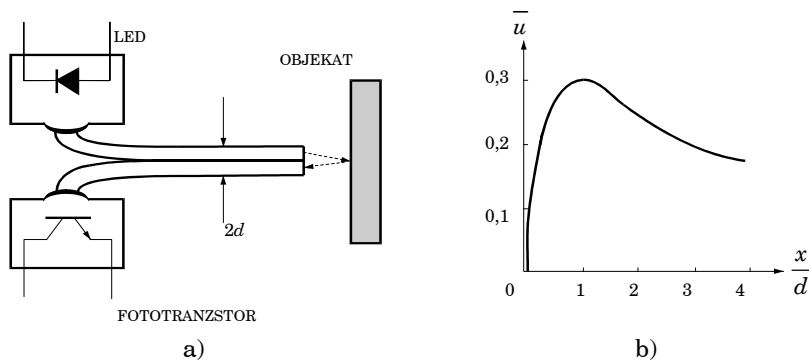 LED
OBJEKAT
2d
FOTOTRANZSTOR
a)
u
0,3
0,2
0,1
0 1 2 3 4
x
d
b)